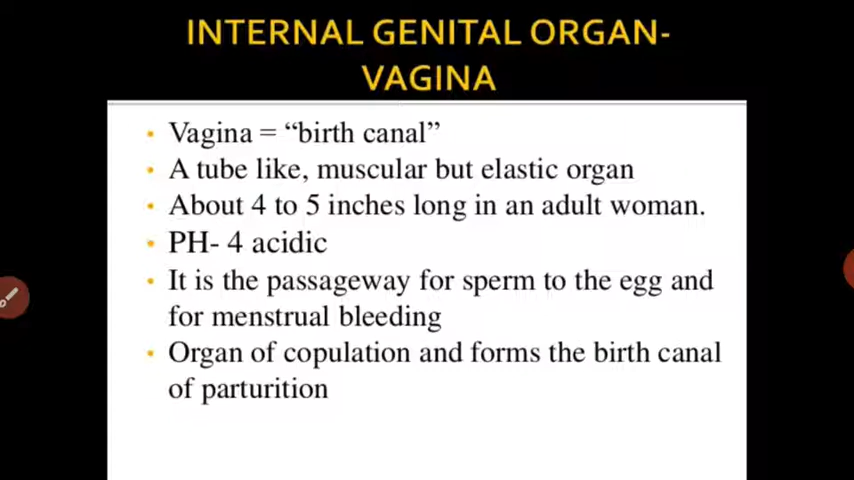 INTERNAL GENITAL ORGAN-
VAGINA
• Vagina = “birth canal”
• A tube like, muscular but elastic organ
• About 4 to 5 inches long in an adult woman.
• PH- 4 acidic
• It is the passageway for sperm to the egg and
for menstrual bleeding
• Organ of copulation and forms the birth canal
of parturition